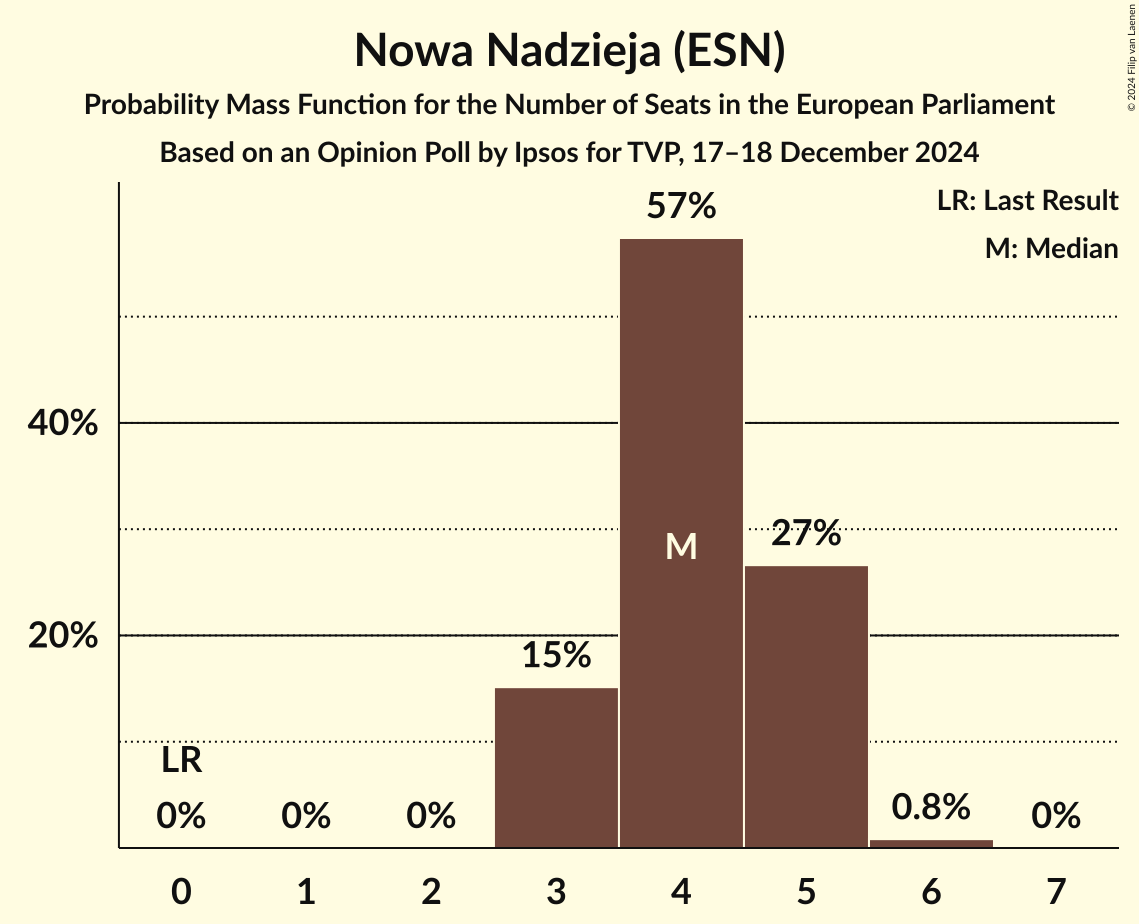 Nowa Nadzieja (ESN)
Probability Mass Function for the Number of Seats in the European Parliament
Based on an Opinion Poll by Ipsos for TVP, 17–18 December 2024
© 2024 Filip van Laenen
LR: Last Result
M: Median
57%
40%
M
27%
20%
15%
LR
0%
0%
0%
0.8%
0%
0
1
2
3
4
5
6
7